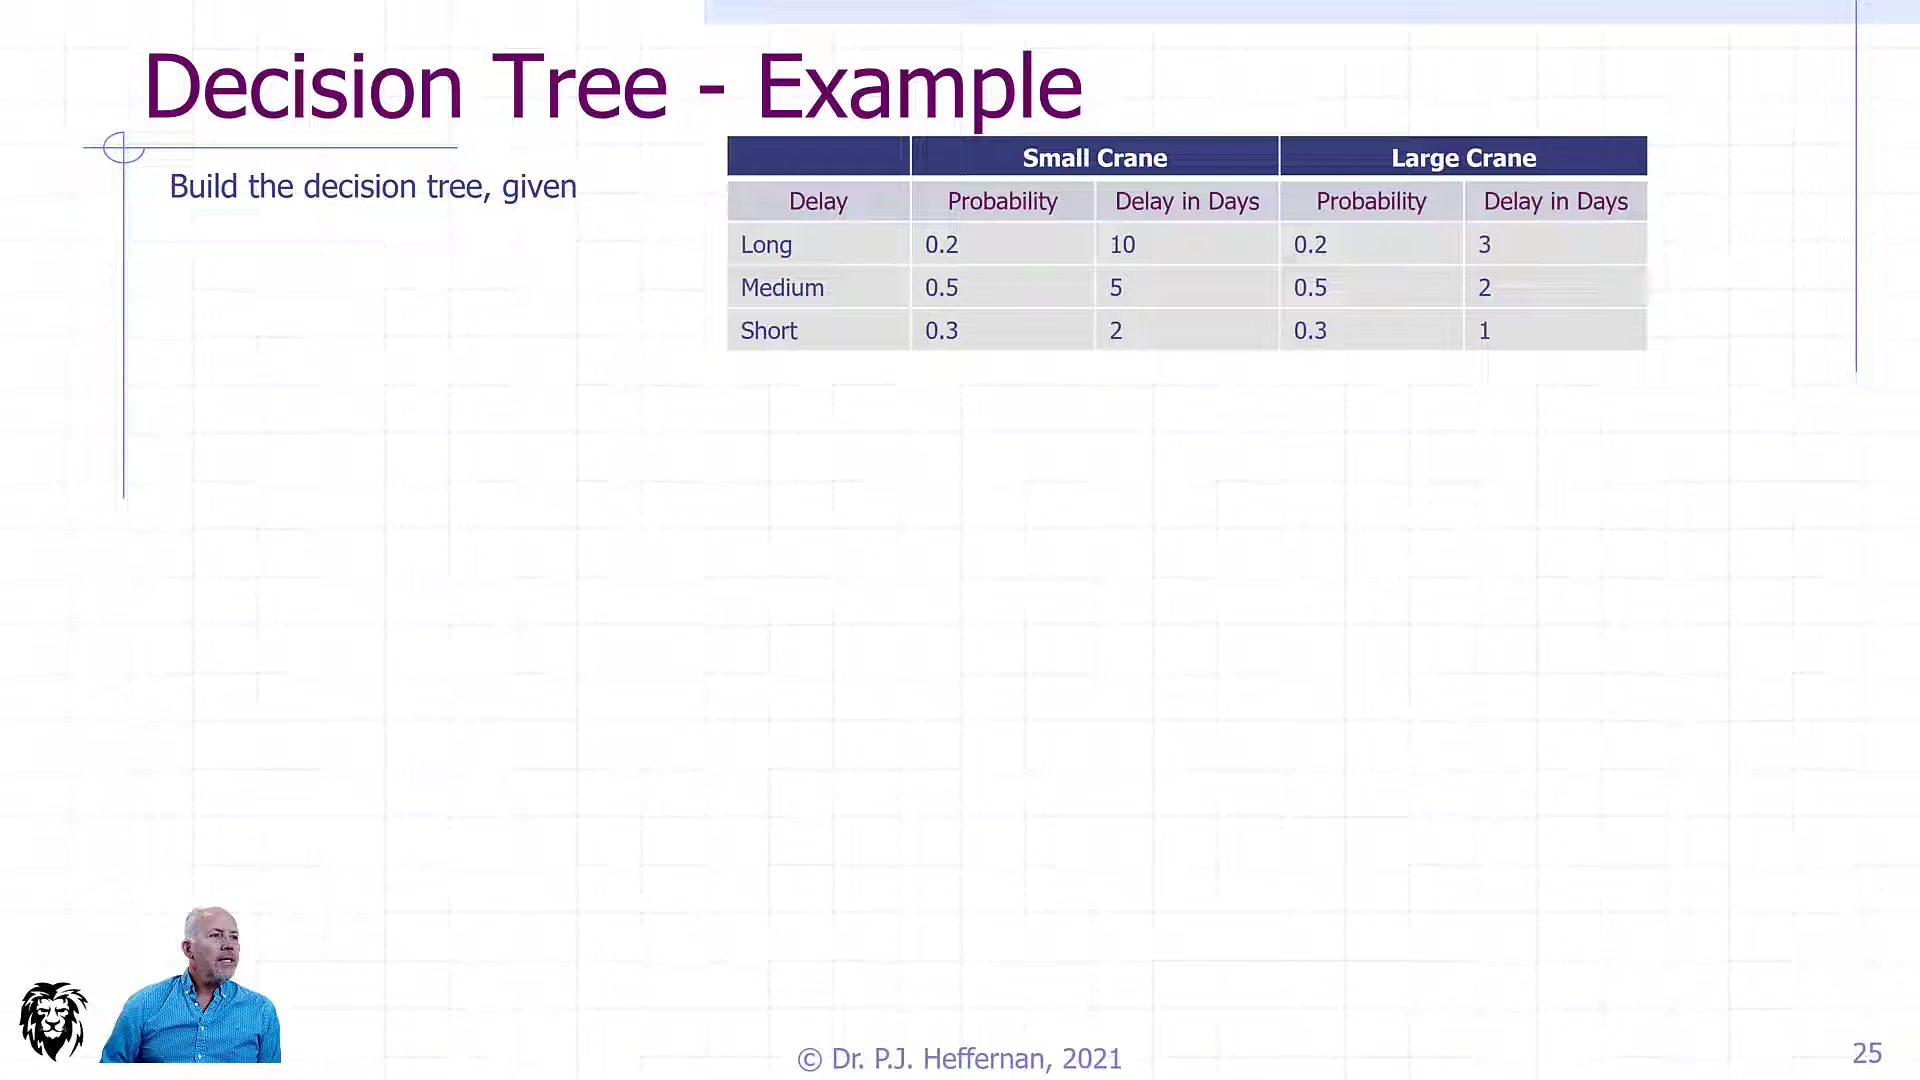 Decision Tree - Example
Build the decision tree, given
Small Crane Large Crane
Delay Probability Delay in Days Probability Delay in Days
Long 0.2 10 0.2 3
Medium 0.5 5 0.5 2
Short 0.3 2 0.3 1
© Dr. P.J. Heffernan, 2021
25